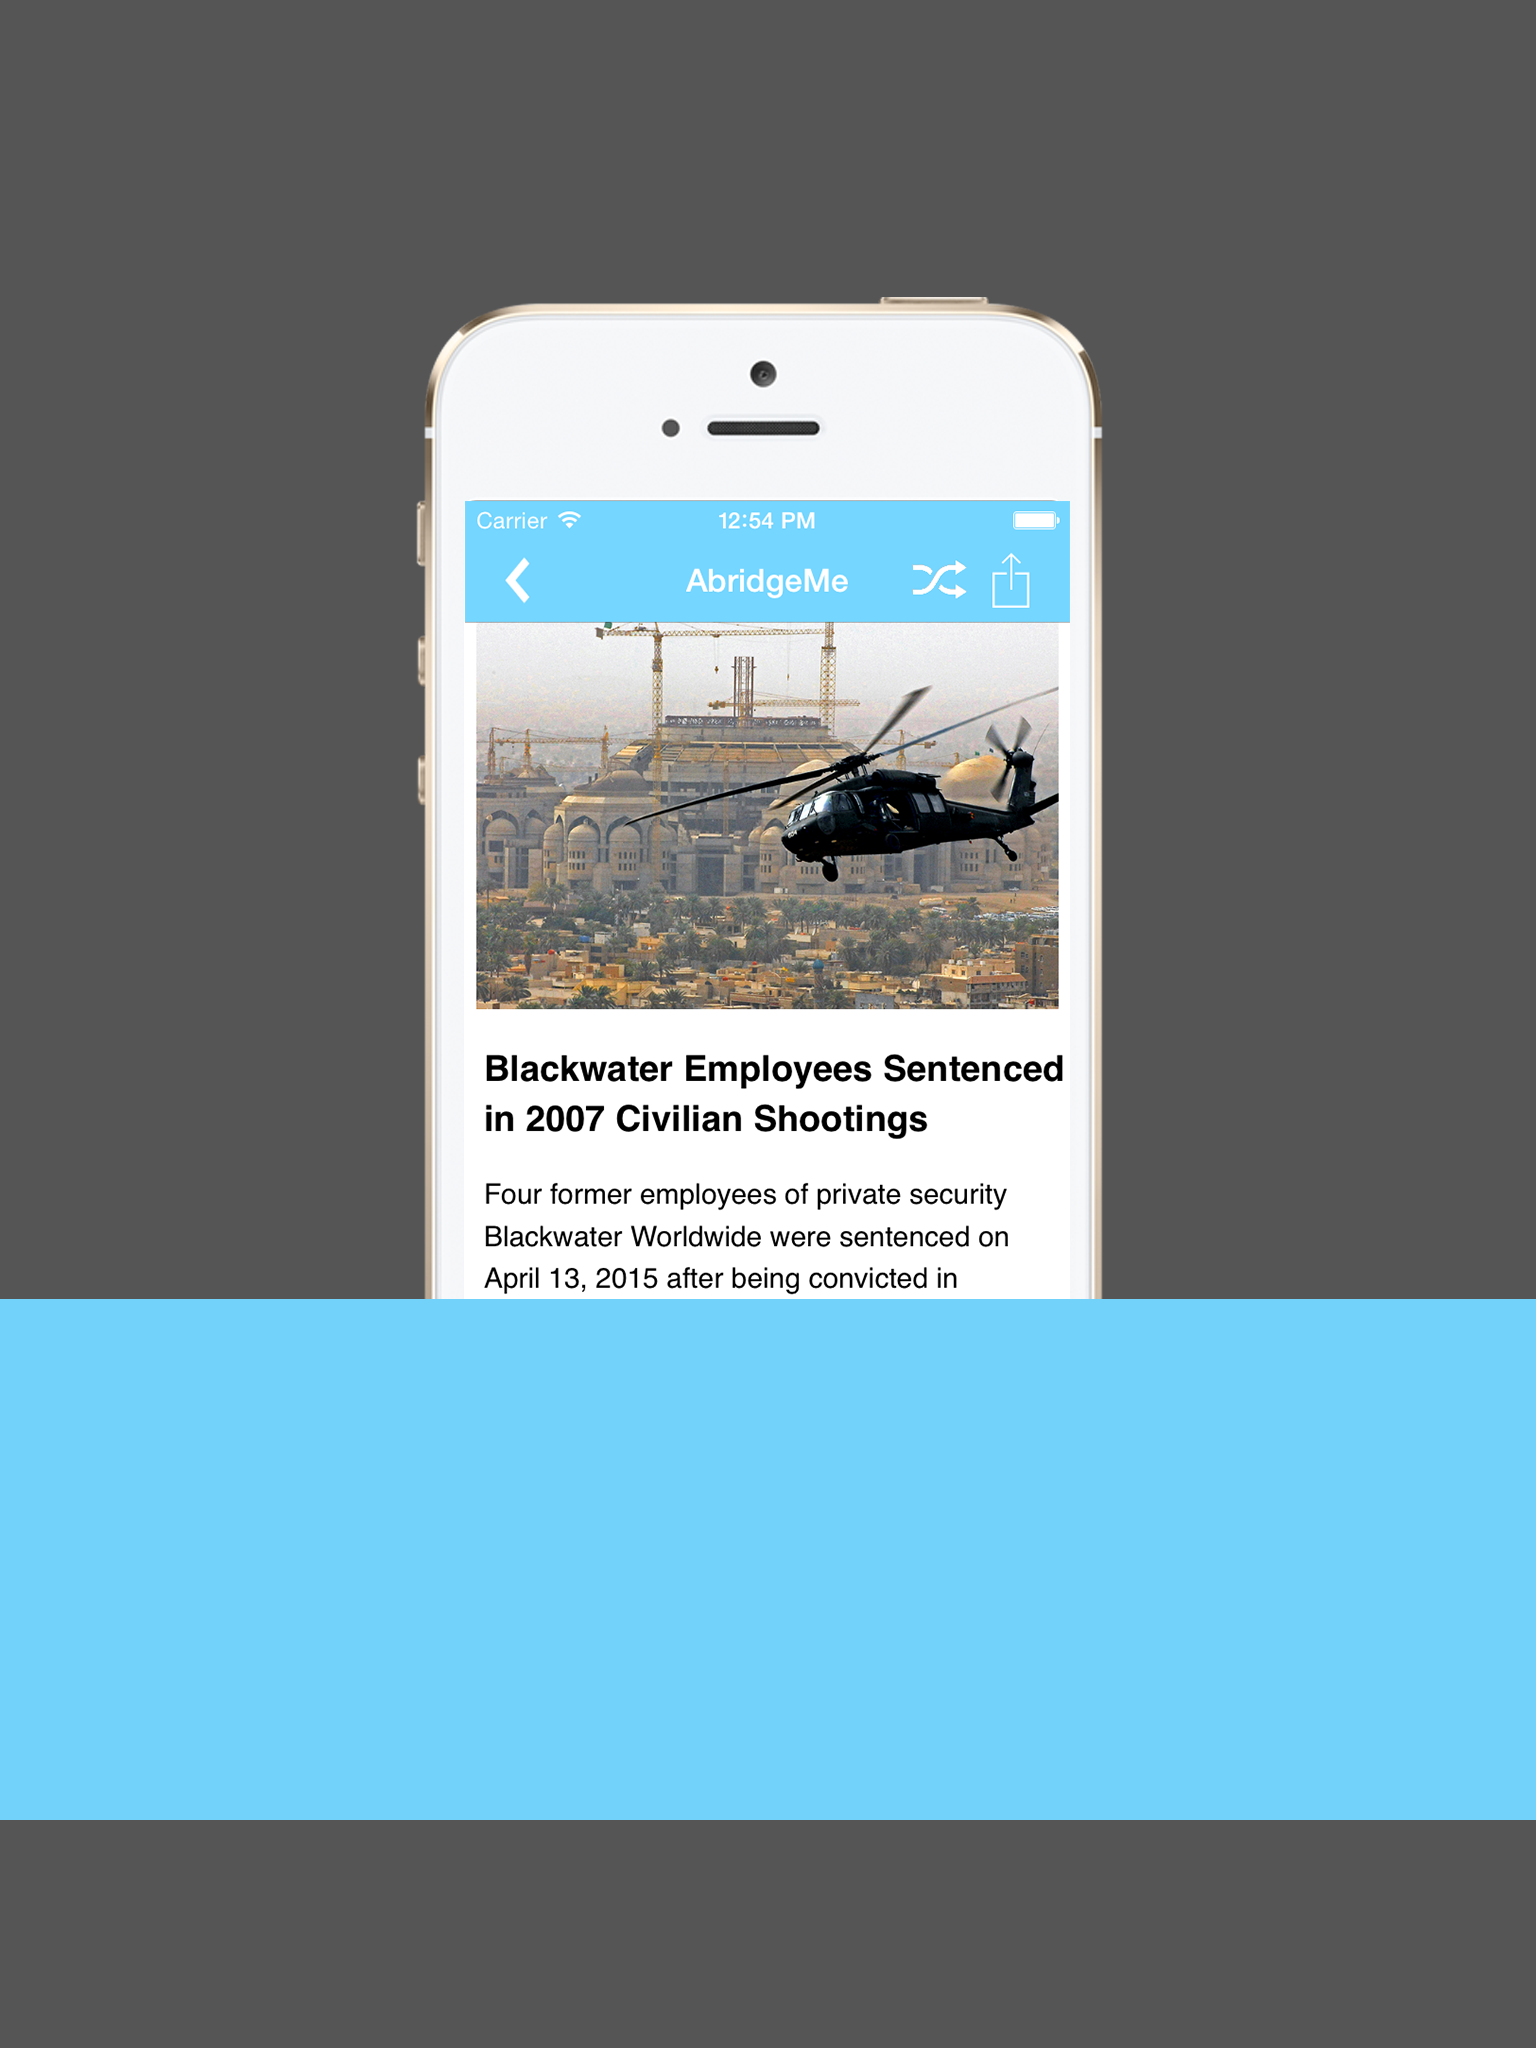 Carrier 12:54 PM
AbridgeMe
Blackwater Employees Sentenced
in 2007 Civilian Shootings
Four former employees of private security
Blackwater Worldwide were sentenced on
April 13, 2015 after being convicted in